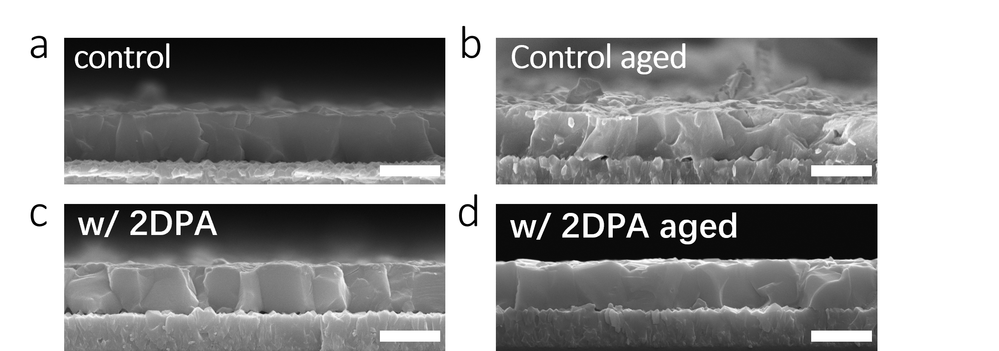 a
control
b
Control aged
c
w/ 2DPA
d
w/ 2DPA aged